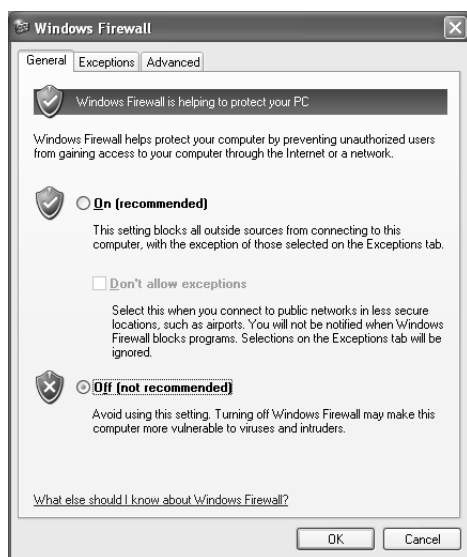 Windows Firewall
General Exceptions Advanced
Windows Firewall is helping to protect your PC
Windows Firewall helps protect your computer by preventing unauthorized users
from gaining access to your computer through the Internet or a network.
On (recommended)
This setting blocks all outside sources from connecting to this
computer, with the exception of those selected on the Exceptions tab.
Don't allow exceptions
Select this when you connect to public networks in less secure
locations, such as airports. You will not be notified when Windows
Firewall blocks programs. Selections on the Exceptions tab will be
ignored.
Off (not recommended)
Avoid using this setting. Turning off Windows Firewall may make this
computer more vulnerable to viruses and intruders.
What else should I know about Windows Firewall?
OK Cancel